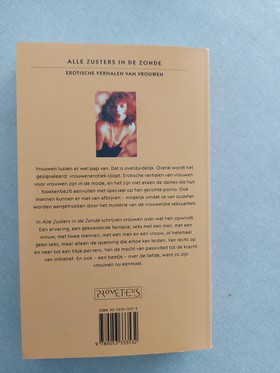 ALLE ZUSTERS IN DE ZONDE
EROTISCHE VERHALEN VAN VROUWEN
Vrouwen lusten er wel pap van. Dat is overduidelijk. Overal wordt het
gesignaleerd: vrouwenerotiek loopt. Erotische verhalen van vrouwen
voor vrouwen zijn in de mode, en het zijn niet alleen de dames die hun
boekenbezit aanvullen met speciaal op hen gerichte porno. Ook
mannen kunnen er niet van afblijven – mogelijk omdat ze van oudsher
worden aangetrokken door het mysterie van de vrouwelijke seksualiteit.
In Alle Zusters in de Zonde schrijven vrouwen over wat hen opwindt.
Een ervaring, een gekoesterde fantasie, seks met een man, met een
vrouw, met twee mannen, met een man en een vrouw, of helemaal
geen seks, maar alleen de spanning die ertoe kan leiden. Van recht op
en neer tot een tikje pervers. Van de macht van passiviteit tot de kracht
van initiatief. En ook – een beetje – over de liefde, want zo zijn
vrouwen nu eenmaal.
PROMETHEUS